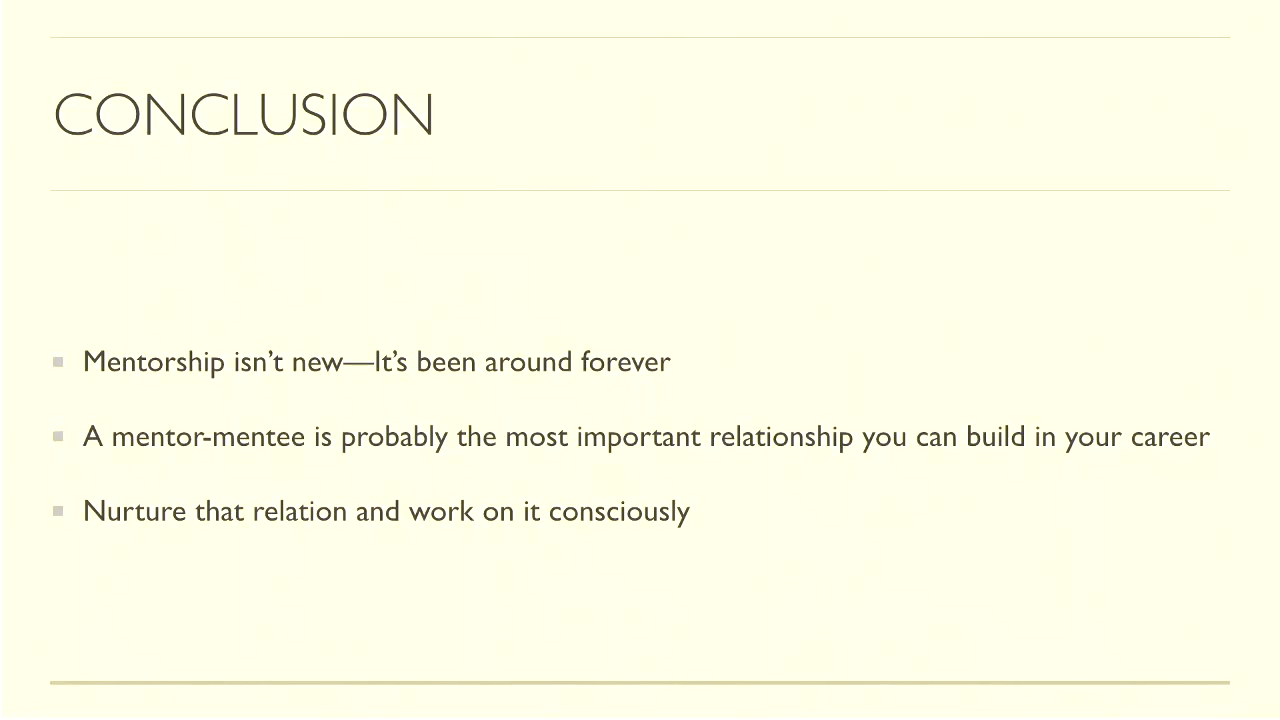 CONCLUSION
Mentorship isn’t new—It’s been around forever
A mentor-mentee is probably the most important relationship you can build in your career
Nurture that relation and work on it consciously